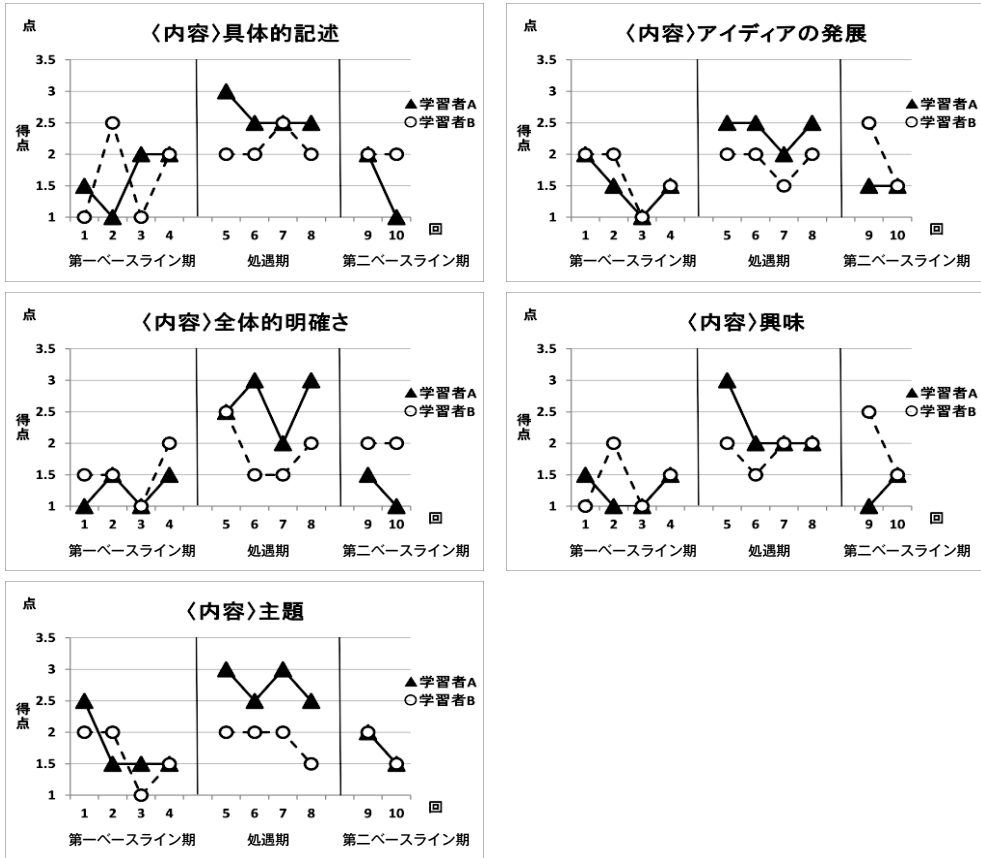 点
〈内容〉具体的記述
3.5
3
2.5
2
1.5
1
得点
▲学習者A
○学習者B
1 2 3 4 5 6 7 8 9 10 回
第一ベースライン期 処遇期 第二ベースライン期
点
〈内容〉アイディアの発展
3.5
3
2.5
2
1.5
1
得点
▲学習者A
○学習者B
1 2 3 4 5 6 7 8 9 10 回
第一ベースライン期 処遇期 第二ベースライン期
点
〈内容〉全体的明確さ
3.5
3
2.5
2
1.5
1
得点
▲学習者A
○学習者B
1 2 3 4 5 6 7 8 9 10 回
第一ベースライン期 処遇期 第二ベースライン期
点
〈内容〉興味
3.5
3
2.5
2
1.5
1
得点
▲学習者A
○学習者B
1 2 3 4 5 6 7 8 9 10 回
第一ベースライン期 処遇期 第二ベースライン期
点
〈内容〉主題
3.5
3
2.5
2
1.5
1
得点
▲学習者A
○学習者B
1 2 3 4 5 6 7 8 9 10 回
第一ベースライン期 処遇期 第二ベースライン期